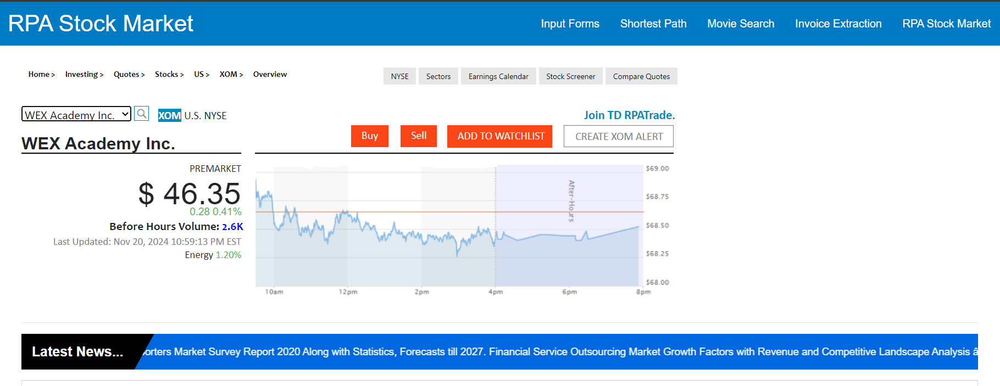 RPA Stock Market
Input Forms Shortest Path Movie Search Invoice Extraction RPA Stock Market
Home > Investing > Quotes > Stocks > US > XOM > Overview
NYSE Sectors Earnings Calendar Stock Screener Compare Quotes
WEX Academy Inc. XOM U.S. NYSE
Join TD RPATrade.
WEX Academy Inc.
Buy Sell ADD TO WATCHLIST CREATE XOM ALERT
PREMARKET
$ 46.35
0.28 0.41%
Before Hours Volume: 2.6K
Last Updated: Nov 20, 2024 10:59:13 PM EST
Energy 1.20%
After-Hours
$69.00
$68.75
$68.50
$68.25
$68.00
10am 12pm 2pm 4pm 6pm 8pm
Latest News...
orters Market Survey Report 2020 Along with Statistics, Forecasts till 2027. Financial Service Outsourcing Market Growth Factors with Revenue and Competitive Landscape Analysis â